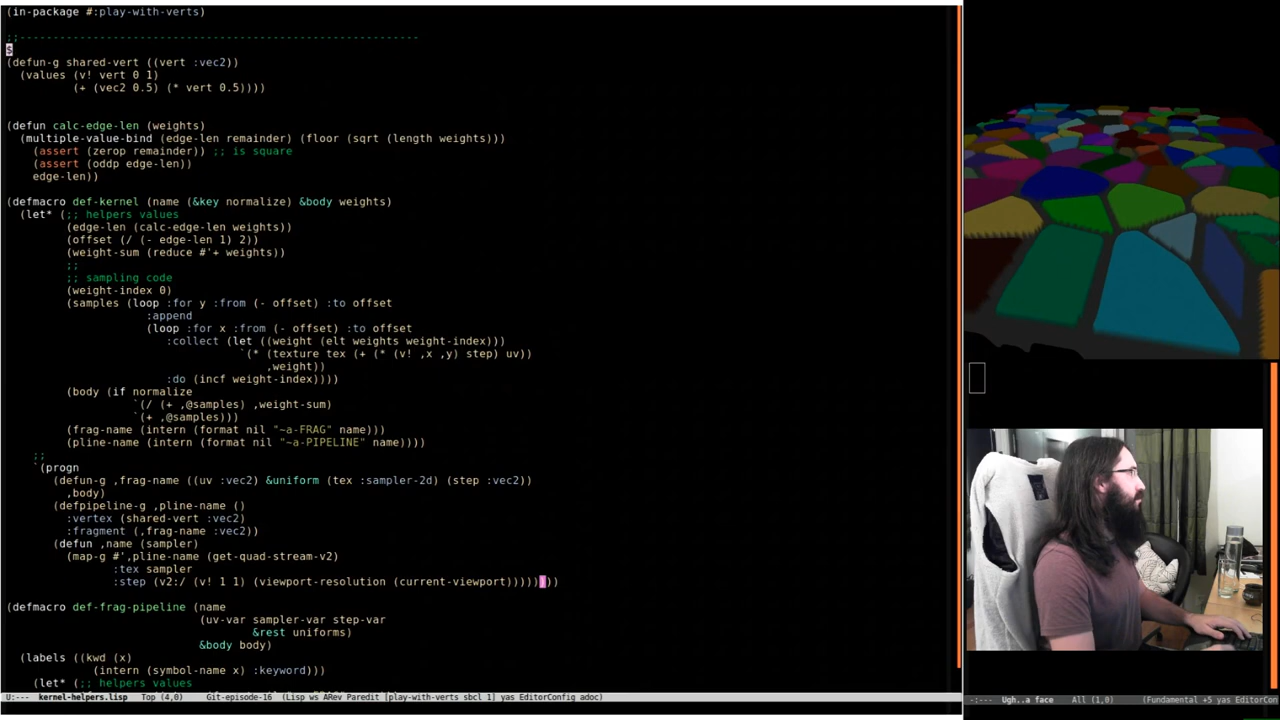 (in-package #:play-with-verts)
;;------------------------------------------------------------
(defun-g shared-vert ((vert :vec2))
  (values (v! vert 0 1)
          (+ (vec2 0.5) (* vert 0.5))))
(defun calc-edge-len (weights)
  (multiple-value-bind (edge-len remainder) (floor (sqrt (length weights)))
    (assert (zerop remainder)) ;; is square
    (assert (oddp edge-len))
    edge-len))
(defmacro def-kernel (name (&key normalize) &body weights)
  (let* (;; helpers values
         (edge-len (calc-edge-len weights))
         (offset (/ (- edge-len 1) 2))
         (weight-sum (reduce #'+ weights))
         ;;
         ;; sampling code
         (weight-index 0)
         (samples (loop :for y :from (- offset) :to offset
                     :append
                     (loop :for x :from (- offset) :to offset
                        :collect (let ((weight (elt weights weight-index)))
                                   `(* (texture tex (+ (* (v! ,x ,y) step) uv))
                                       ,weight))
                        :do (incf weight-index))))
         (body (if normalize
                   `(/ (+ ,@samples) ,weight-sum)
                   `(+ ,@samples)))
         (frag-name (intern (format nil "~a-FRAG" name)))
         (pline-name (intern (format nil "~a-PIPELINE" name))))
    ;;
    `(progn
       (defun-g ,frag-name ((uv :vec2) &uniform (tex :sampler-2d) (step :vec2))
         ,body)
       (defpipeline-g ,pline-name ()
         :vertex (shared-vert :vec2)
         :fragment (,frag-name :vec2))
       (defun ,name (sampler)
         (map-g #',pline-name (get-quad-stream-v2)
                :tex sampler
                :step (v2:/ (v! 1 1) (viewport-resolution (current-viewport))))))))
(defmacro def-frag-pipeline (name
                             (uv-var sampler-var step-var
                                     &rest uniforms)
                             &body body)
  (labels ((kwd (x)
             (intern (symbol-name x) :keyword)))
    (let* (;; helpers values
U:---  kernel-helpers.lisp   Top (4,0)     Git-episode-16  (Lisp ws ARev Paredit [play-with-verts sbcl 1] yas EditorConfig adoc)
-:---  Ugh..a face    All (1,0)     (Fundamental +5 yas EditorCon